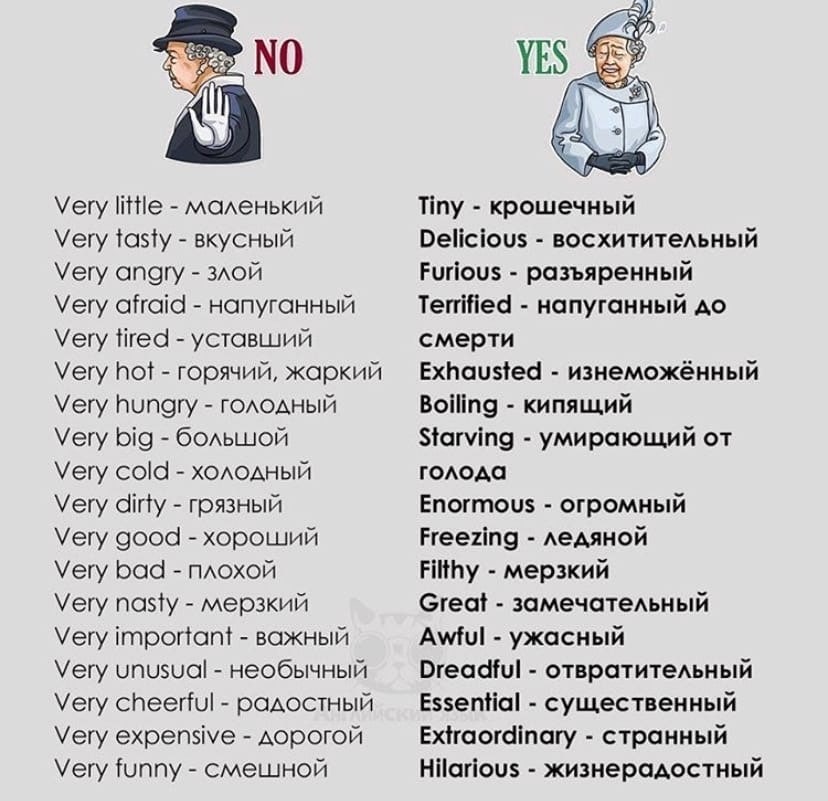 NO
YES
Very little - маленький
Very tasty - вкусный
Very angry - злой
Very afraid - напуганный
Very tired - уставший
Very hot - горячий, жаркий
Very hungry - голодный
Very big - большой
Very cold - холодный
Very dirty - грязный
Very good - хороший
Very bad - плохой
Very nasty - мерзкий
Very important - важный
Very unusual - необычный
Very cheerful - радостный
Very expensive - дорогой
Very funny - смешной
Tiny - крошечный
Delicious - восхитительный
Furious - разъяренный
Terrified - напуганный до
смерти
Exhausted - изнеможённый
Boiling - кипящий
Starving - умирающий от
голода
Enormous - огромный
Freezing - ледяной
Filthy - мерзкий
Great - замечательный
Awful - ужасный
Dreadful - отвратительный
Essential - существенный
Extraordinary - странный
Hilarious - жизнерадостный
Английский язык